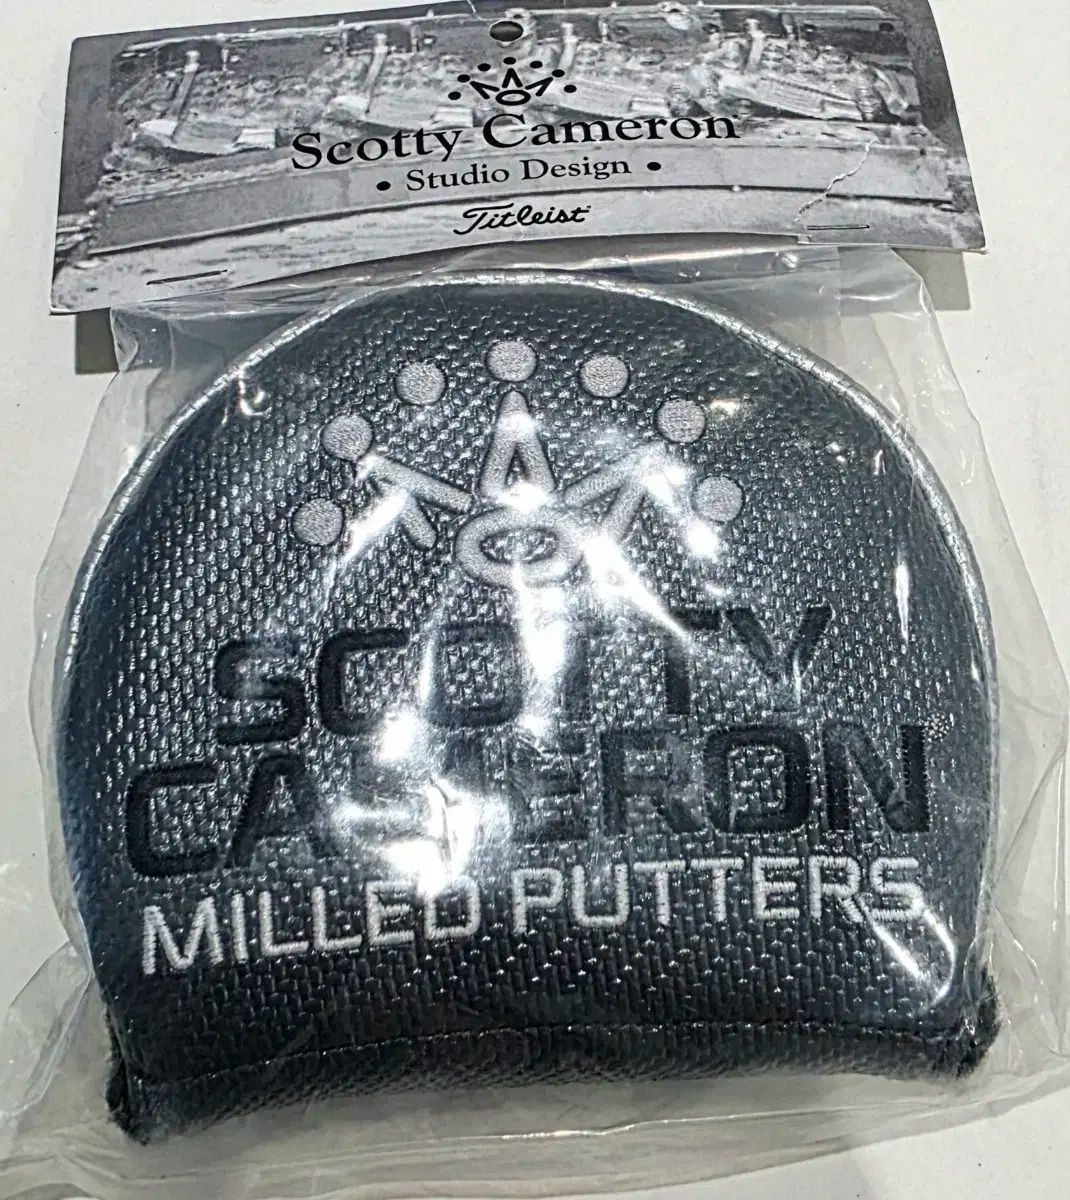 Scotty Cameron
• Studio Design •
Titleist®
SCOTTY
CAMERON®
MILLED PUTTERS